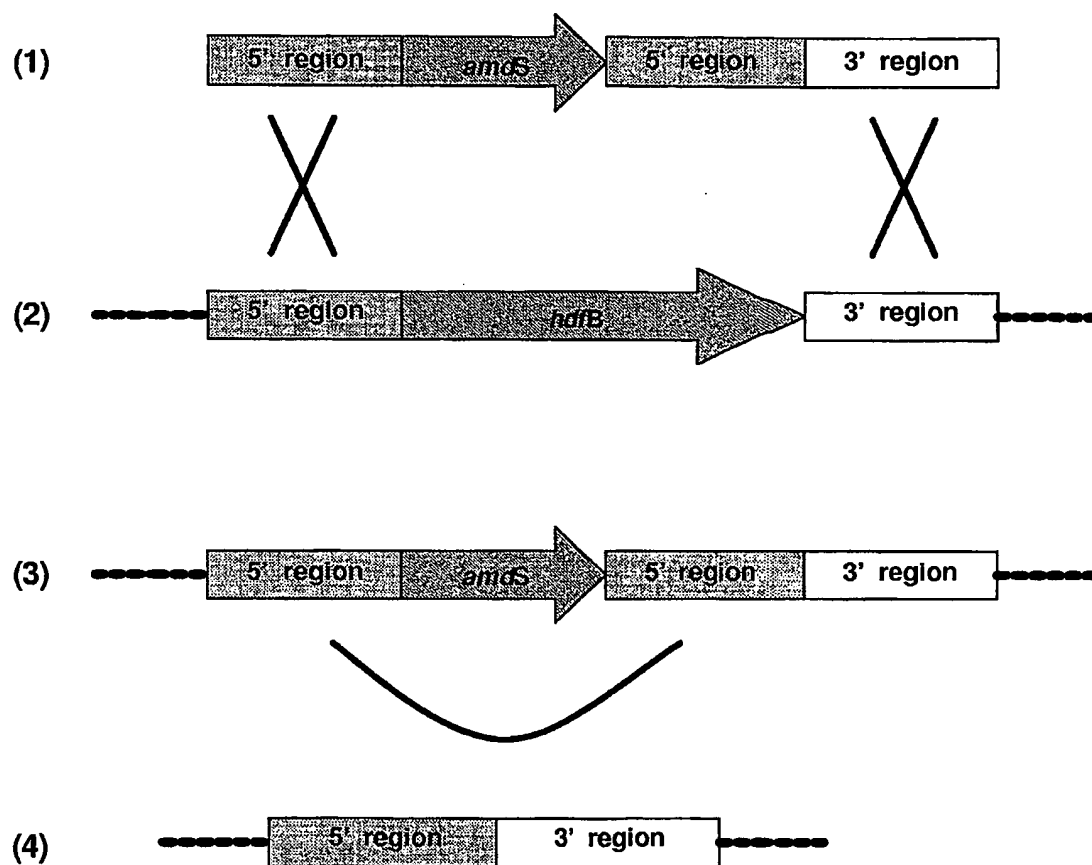 (1) 5' region amdS 5' region 3' region
(2) 5' region hdfB 3' region
(3) 5' region amdS 5' region 3' region
(4) 5' region 3' region